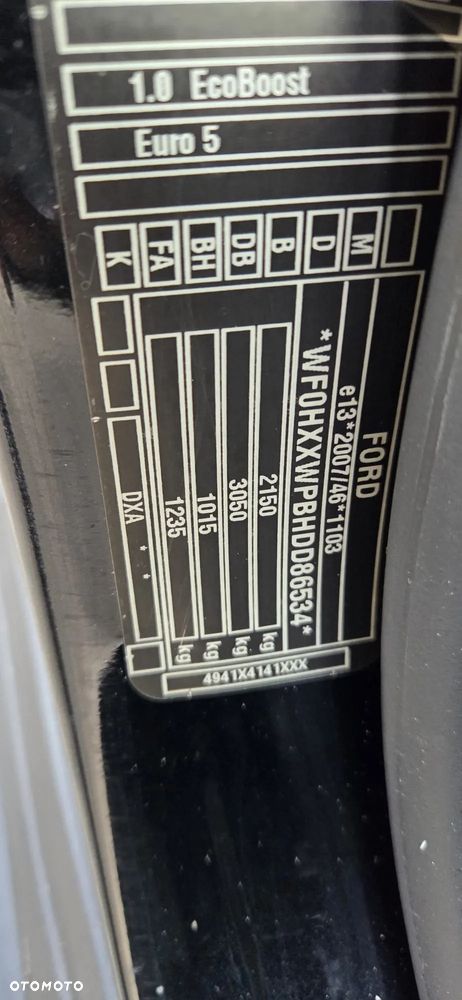 1.0 EcoBoost
Euro 5
K FA BH DB B D M
FORD
e13*2007/46*1103
*WF0HXXWPBHDD86534*
2150 kg
3050 kg
1015 kg
1235 kg
DXA * *
4941X4141XXX
OTOMOTO